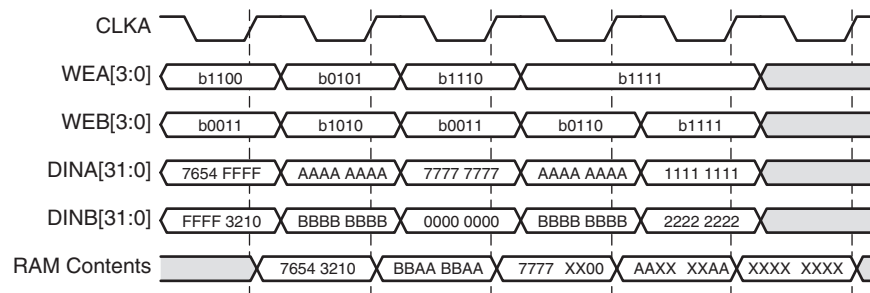 CLKA
WEA[3:0] b1100 b0101 b1110 b1111
WEB[3:0] b0011 b1010 b0011 b0110 b1111
DINA[31:0] 7654 FFFF AAAA AAAA 7777 7777 AAAA AAAA 1111 1111
DINB[31:0] FFFF 3210 BBBB BBBB 0000 0000 BBBB BBBB 2222 2222
RAM Contents 7654 3210 BBAA BBAA 7777 XX00 AAXX XXAA XXXX XXXX